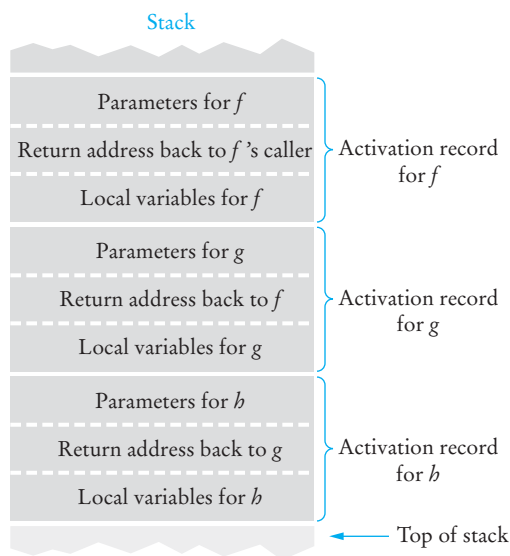 Stack
Parameters for f
Return address back to f ’s caller
Local variables for f
Activation record
for f
Parameters for g
Return address back to f
Local variables for g
Activation record
for g
Parameters for h
Return address back to g
Local variables for h
Activation record
for h
Top of stack